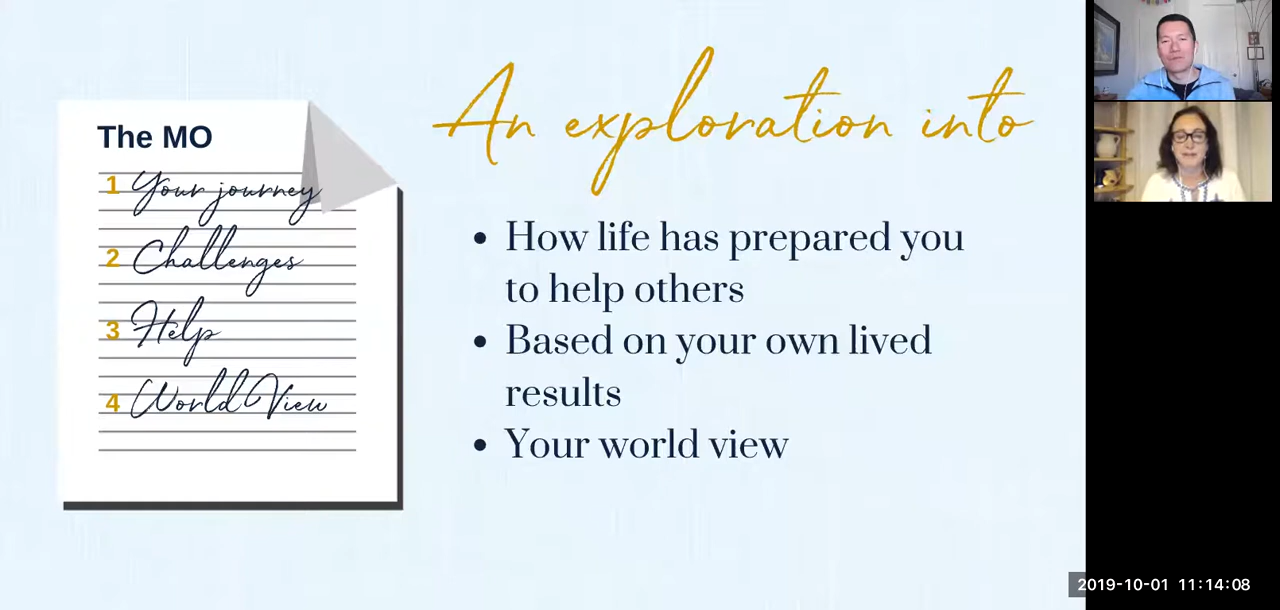 The MO
1 Your journey
2 Challenges
3 Help
4 World View
An exploration into
• How life has prepared you
to help others
• Based on your own lived
results
• Your world view
2019-10-01 11:14:08